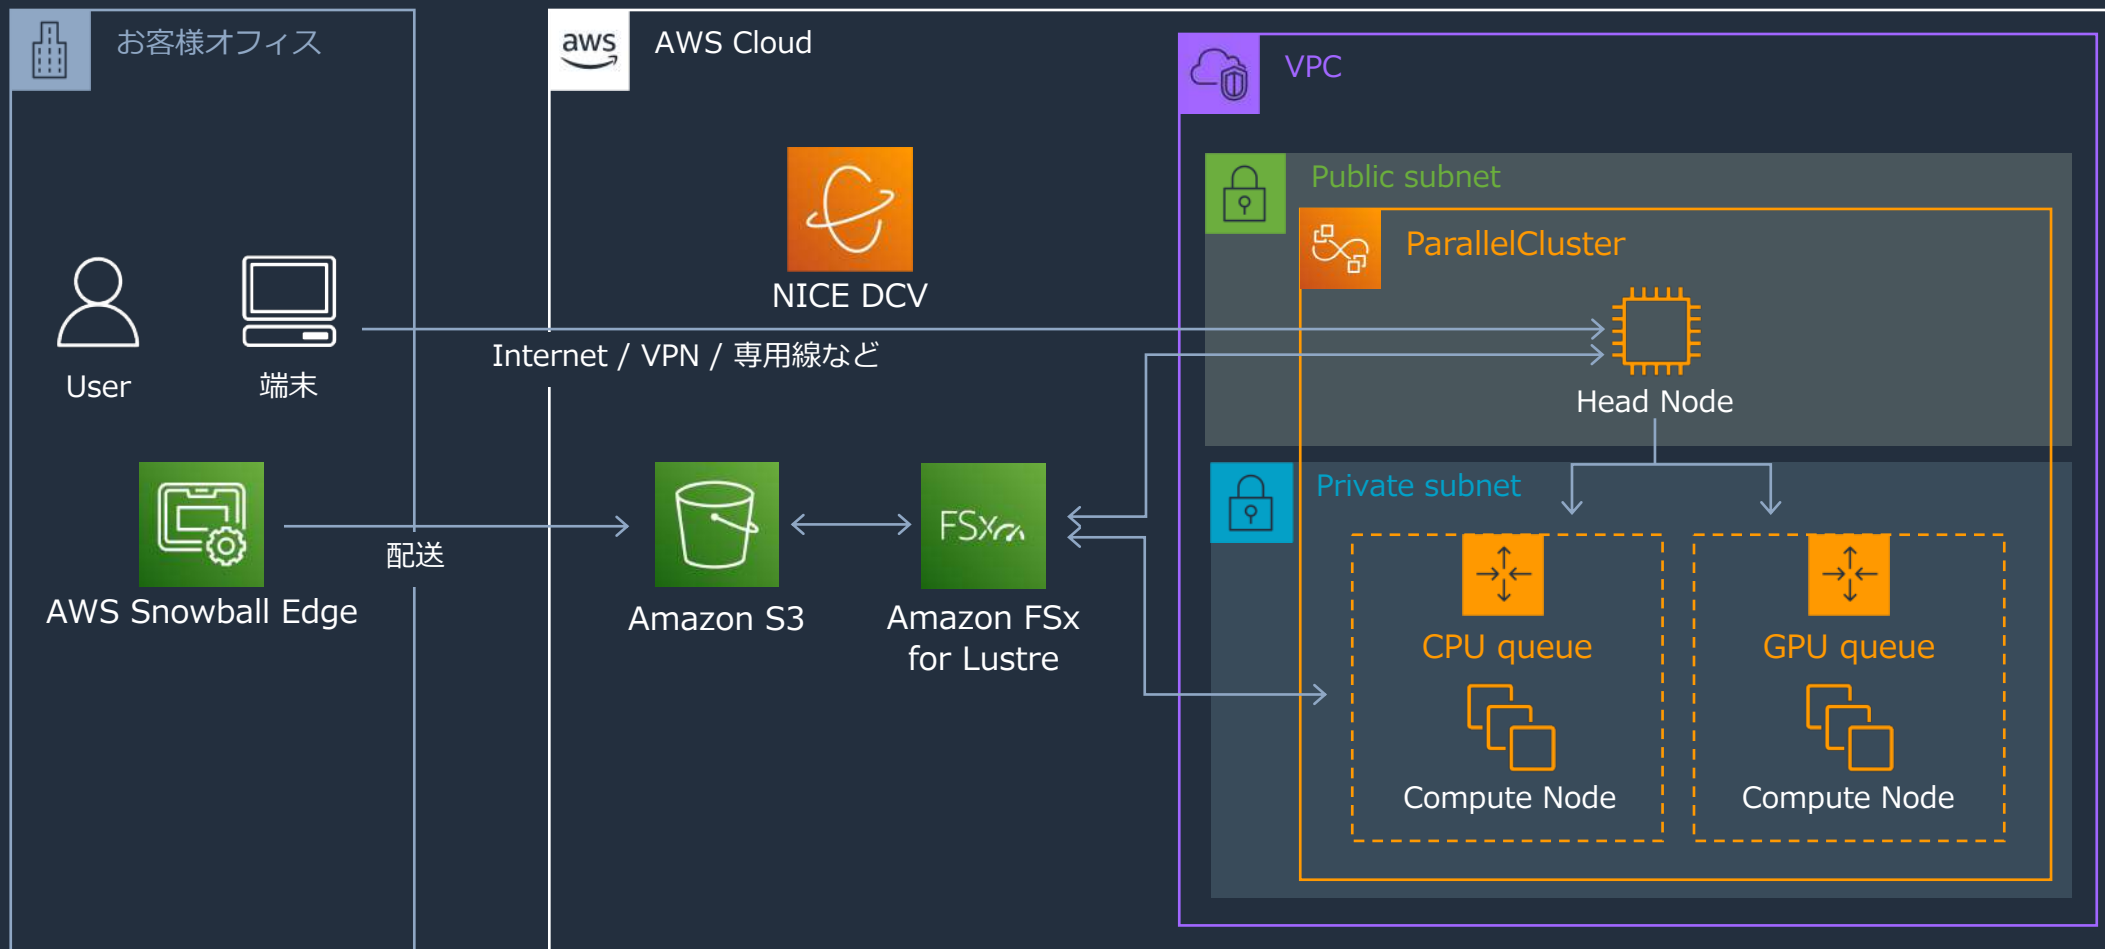 お客様オフィス
aws
AWS Cloud
VPC
Public subnet
ParallelCluster
NICE DCV
Internet / VPN / 専用線など
User
端末
Head Node
Private subnet
FSx
配送
AWS Snowball Edge
Amazon S3
Amazon FSx
for Lustre
CPU queue
GPU queue
Compute Node
Compute Node